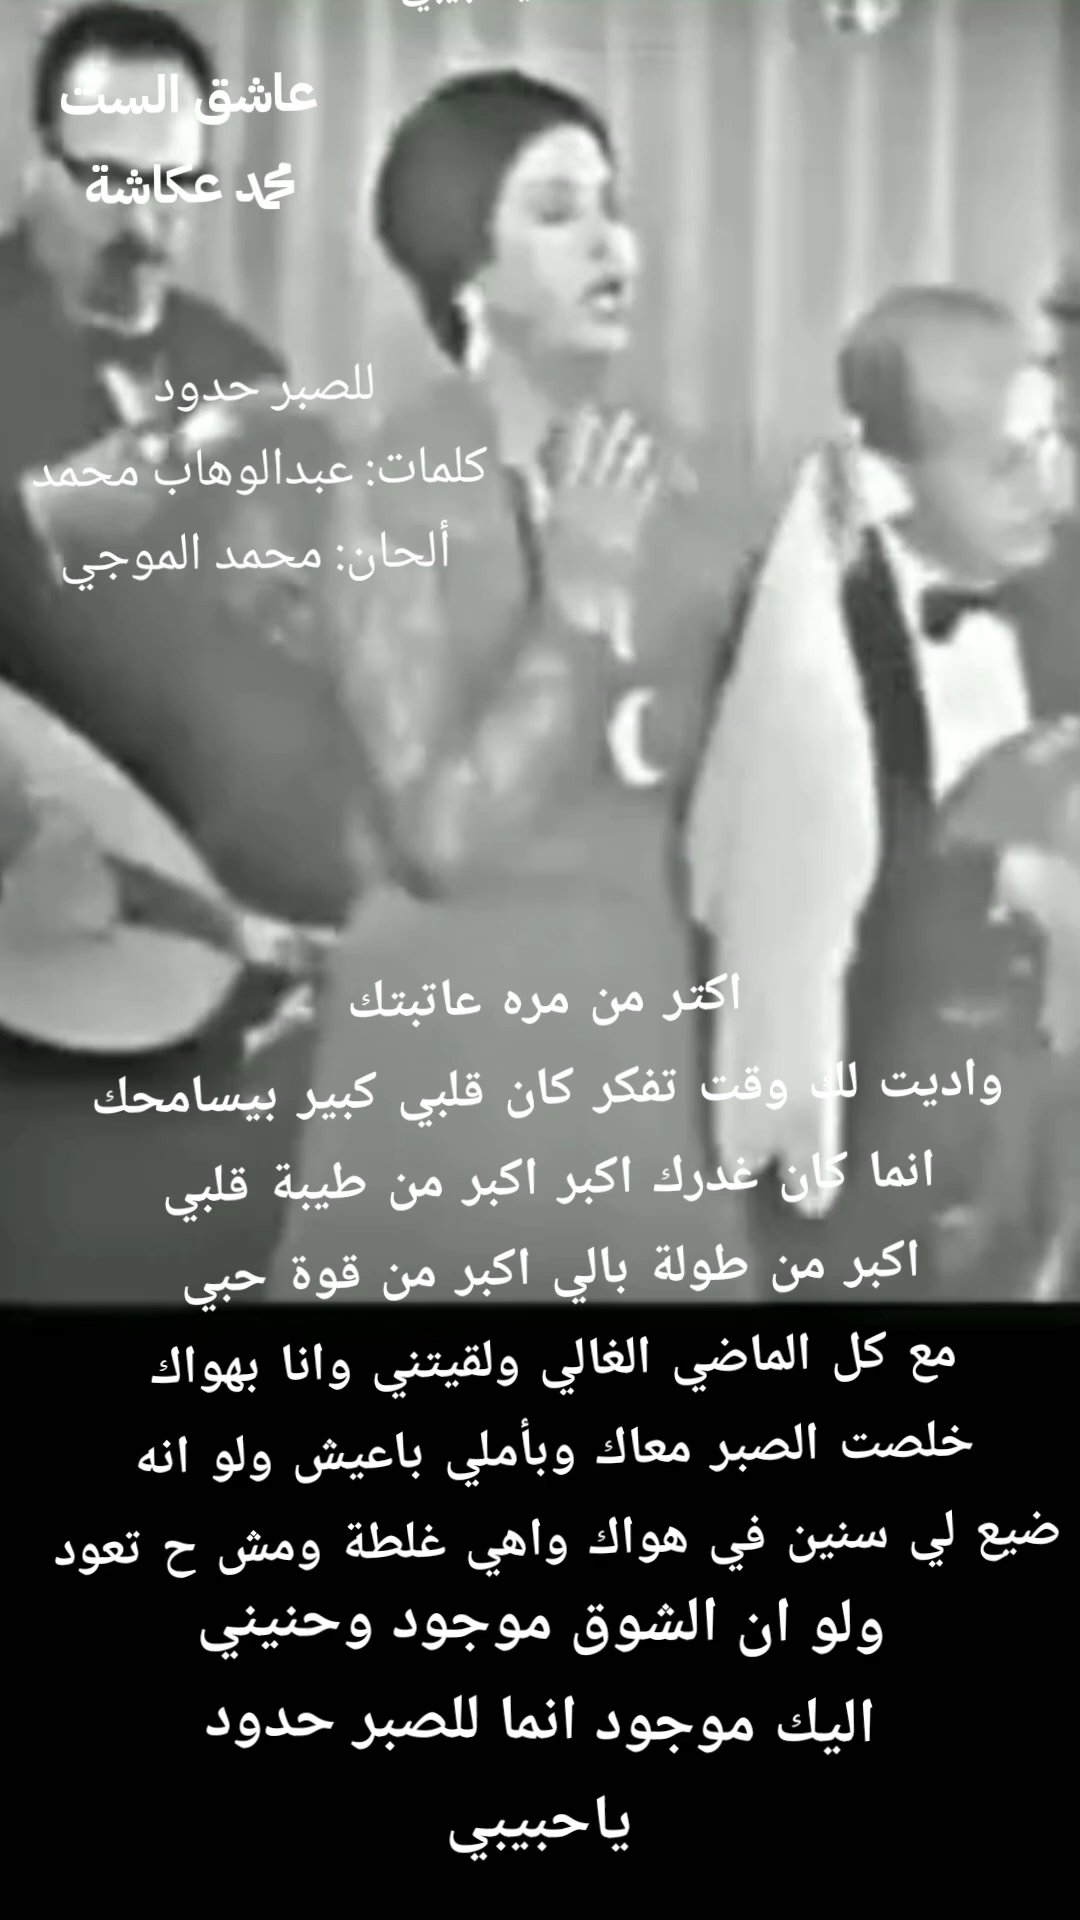 عاشق الست
محمد عكاشة
للصبر حدود
كلمات: عبدالوهاب محمد
ألحان: محمد الموجي
اكتر من مره عاتبتك
واديت لك وقت تفكر كان قلبي كبير بيسامحك
انما كان غدرك اكبر اكبر من طيبة قلبي
اكبر من طولة بالي اكبر من قوة حبي
مع كل الماضي الغالي ولقيتني وانا بهواك
خلصت الصبر معاك وبأملي باعيش ولو انه
ضيع لي سنين في هواك واهي غلطة ومش ح تعود
ولو ان الشوق موجود وحنيني
اليك موجود انما للصبر حدود
ياحبيبي